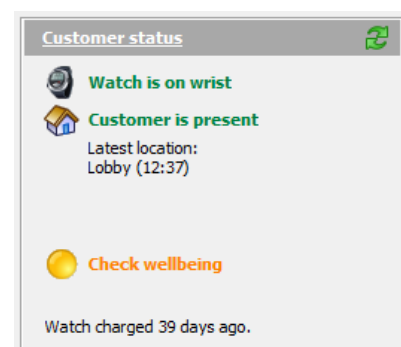 Customer status
Watch is on wrist
Customer is present
Latest location:
Lobby (12:37)
Check wellbeing
Watch charged 39 days ago.